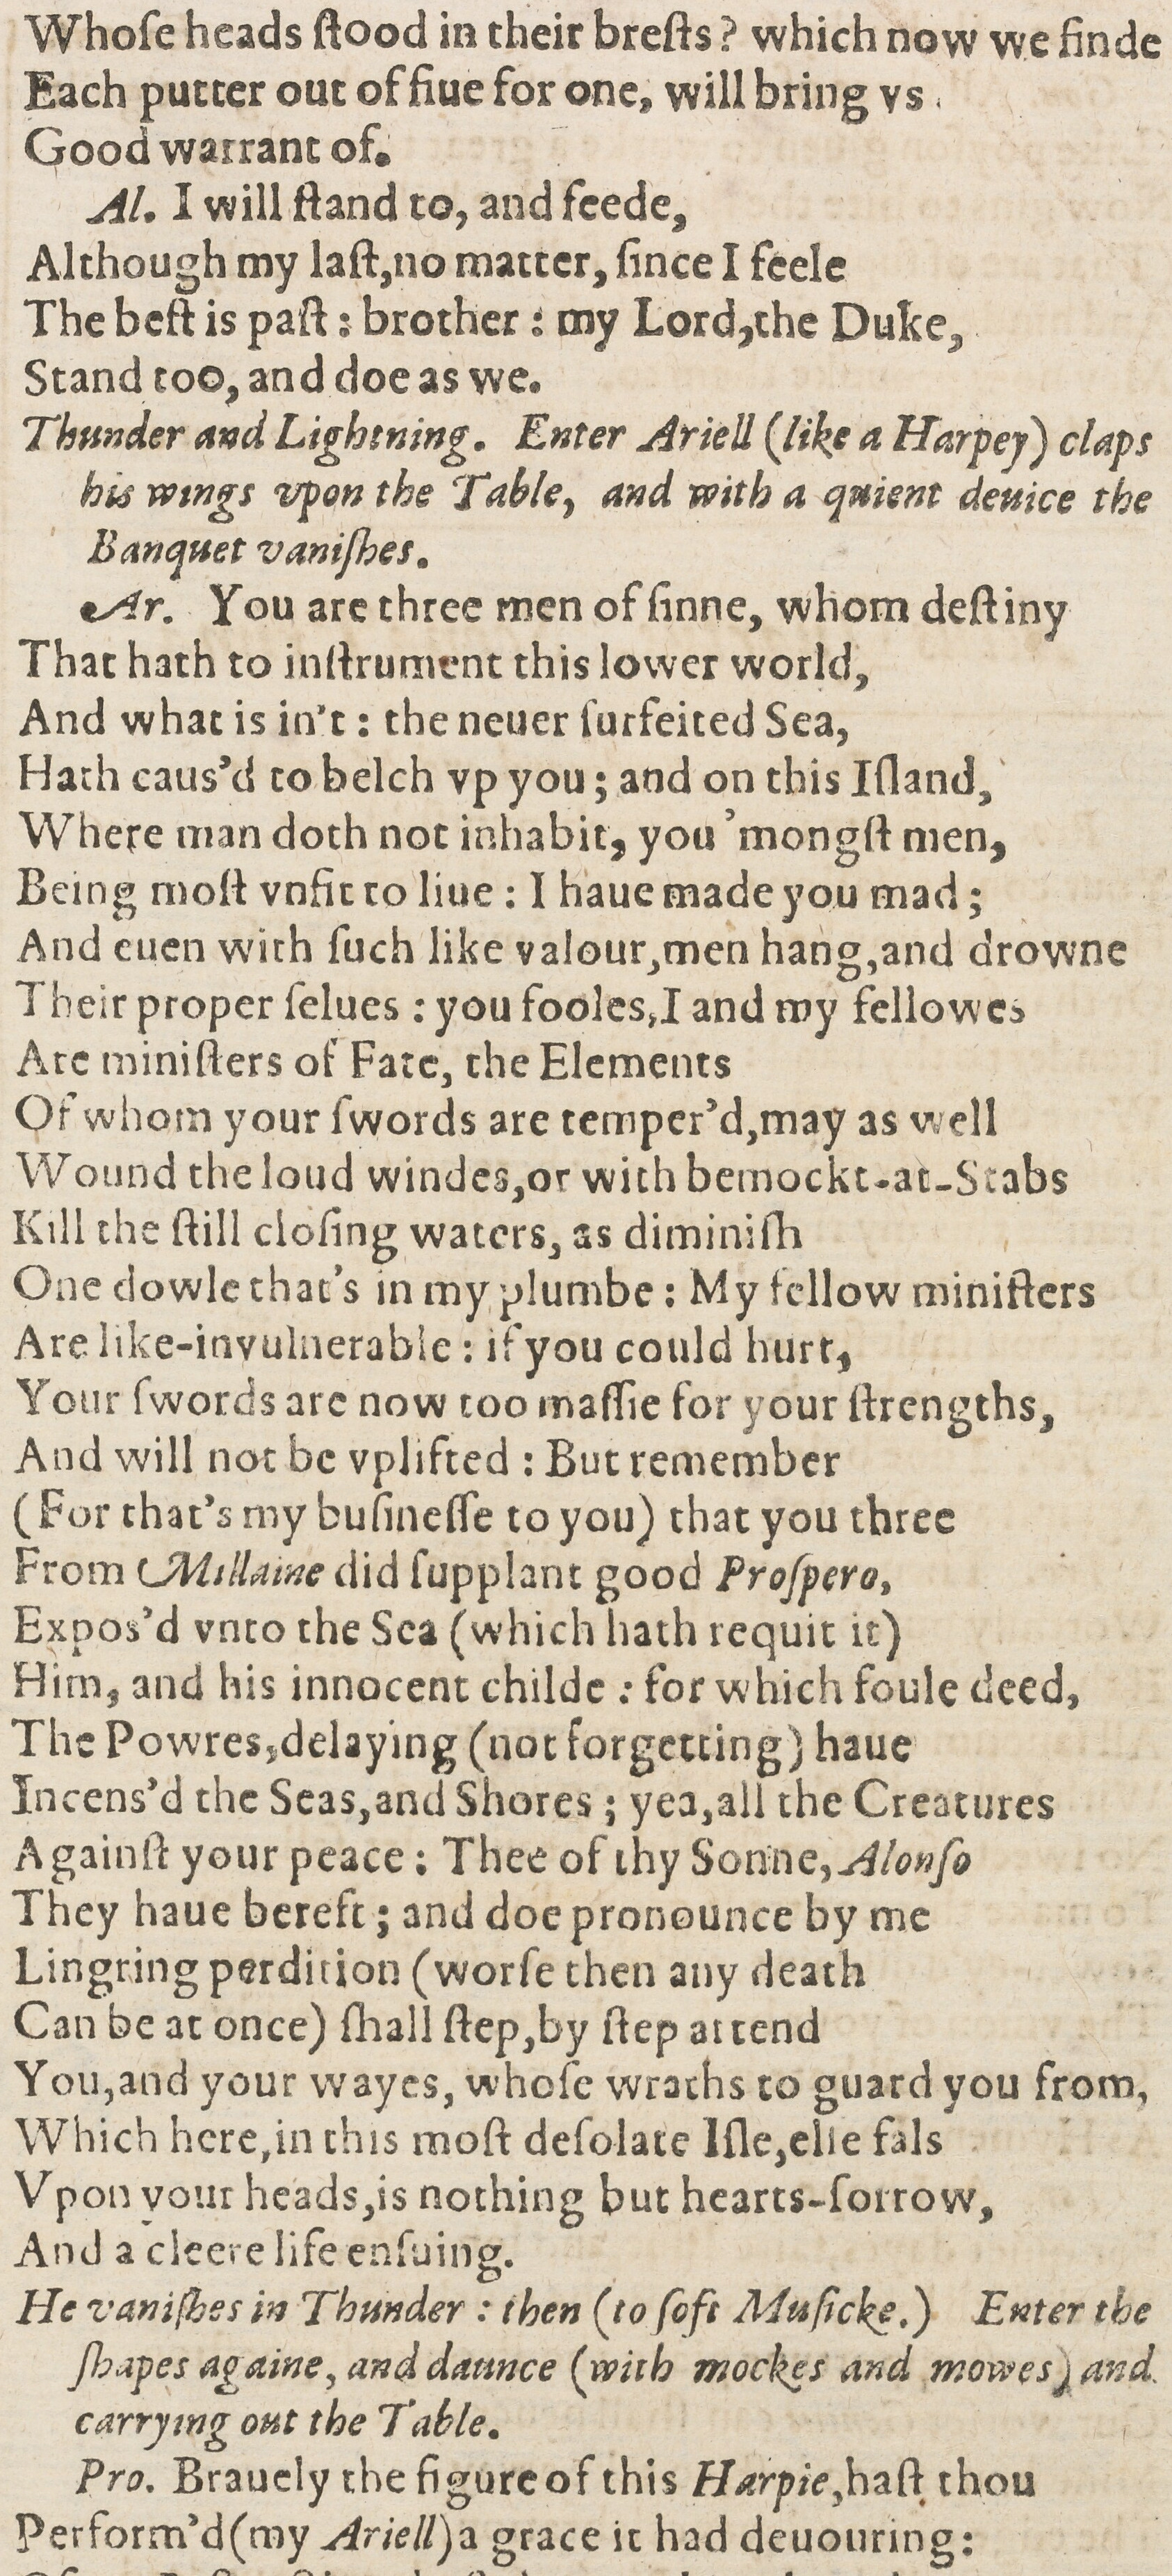 Whoſe heads ſtood in their breſts? which now we finde
Each putter out of fiue for one, will bring vs
Good warrant of.
Al. I will ſtand to, and feede,
Although my laſt, no matter, ſince I feele
The beſt is paſt: brother: my Lord, the Duke,
Stand too, and doe as we.
Thunder and Lightning. Enter Ariell (like a Harpey) claps
his wings vpon the Table, and with a quient deuice the
Banquet vaniſhes.
Ar. You are three men of ſinne, whom deſtiny
That hath to inſtrument this lower world,
And what is in't: the neuer ſurfeited Sea,
Hath caus'd to belch vp you; and on this Iſland,
Where man doth not inhabit, you 'mongſt men,
Being moſt vnfit to liue: I haue made you mad;
And euen with ſuch like valour, men hang, and drowne
Their proper ſelues: you fooles, I and my fellowes
Are miniſters of Fate, the Elements
Of whom your ſwords are temper'd, may as well
Wound the loud windes, or with bemockt-at-Stabs
Kill the ſtill cloſing waters, as diminiſh
One dowle that's in my plumbe: My fellow miniſters
Are like-invulnerable: if you could hurt,
Your ſwords are now too maſſie for your ſtrengths,
And will not be vplifted: But remember
(For that's my buſineſſe to you) that you three
From Millaine did ſupplant good Proſpero,
Expos'd vnto the Sea (which hath requit it)
Him, and his innocent childe: for which foule deed,
The Powres, delaying (not forgetting) haue
Incens'd the Seas, and Shores; yea, all the Creatures
Againſt your peace: Thee of thy Sonne, Alonſo
They haue bereft; and doe pronounce by me
Lingring perdition (worſe then any death
Can be at once) ſhall ſtep, by ſtep attend
You, and your wayes, whoſe wraths to guard you from,
Which here, in this moſt deſolate Iſle, elſe fals
Vpon your heads, is nothing but hearts-ſorrow,
And a cleere life enſuing.
He vaniſhes in Thunder: then (to ſoft Muſicke.) Enter the
ſhapes againe, and daunce (with mockes and mowes) and
carrying out the Table.
Pro. Brauely the figure of this Harpie, haſt thou
Perform'd (my Ariell) a grace it had deuouring: